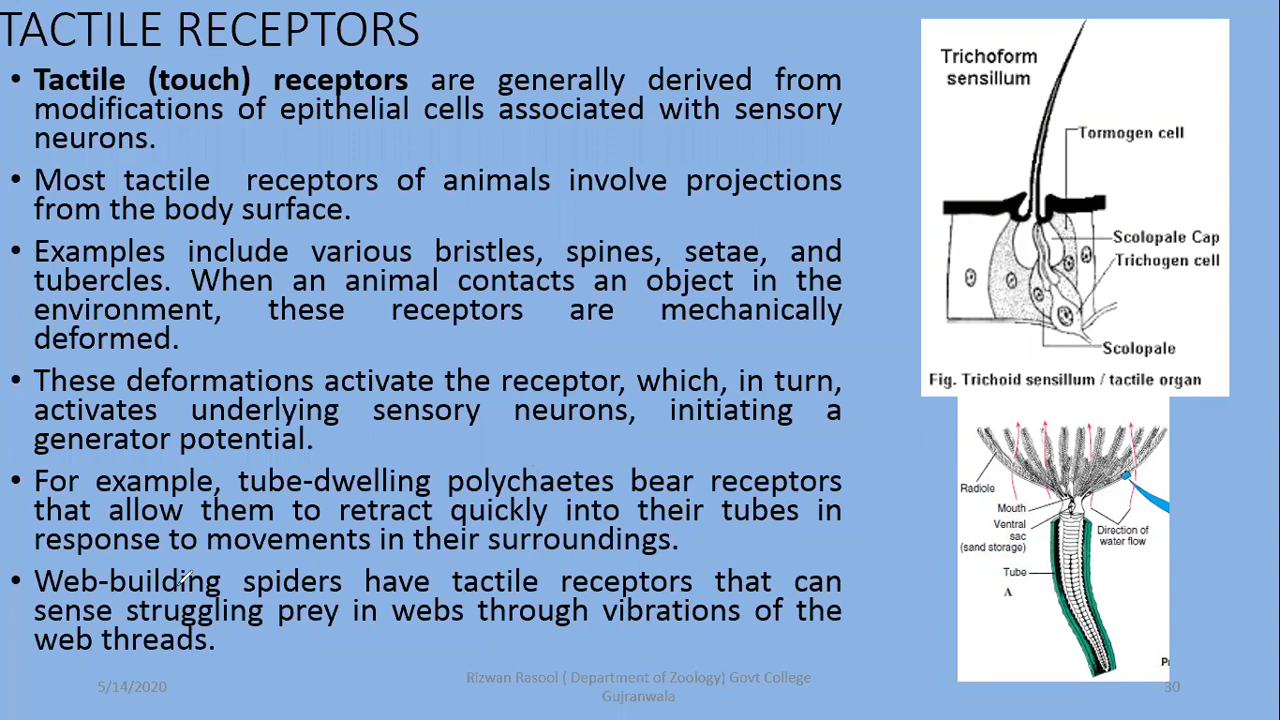 TACTILE RECEPTORS
• Tactile (touch) receptors are generally derived from
modifications of epithelial cells associated with sensory
neurons.
• Most tactile receptors of animals involve projections
from the body surface.
• Examples include various bristles, spines, setae, and
tubercles. When an animal contacts an object in the
environment, these receptors are mechanically
deformed.
• These deformations activate the receptor, which, in turn,
activates underlying sensory neurons, initiating a
generator potential.
• For example, tube-dwelling polychaetes bear receptors
that allow them to retract quickly into their tubes in
response to movements in their surroundings.
• Web-building spiders have tactile receptors that can
sense struggling prey in webs through vibrations of the
web threads.
Trichoform
sensillum
Tormogen cell
Scolopale Cap
Trichogen cell
Scolopale
Fig. Trichoid sensillum / tactile organ
Radiole
Mouth
Ventral
sac
(sand storage)
Direction of
water flow
Tube
A
5/14/2020
Rizwan Rasool ( Department of Zoology) Govt College
Gujranwala
30